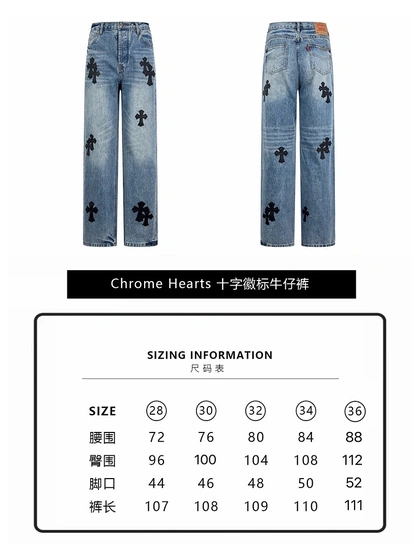 Chrome Hearts 十字徽标牛仔裤
SIZING INFORMATION
尺码表
SIZE 28 30 32 34 36
腰围 72 76 80 84 88
臀围 96 100 104 108 112
脚口 44 46 48 50 52
裤长 107 108 109 110 111